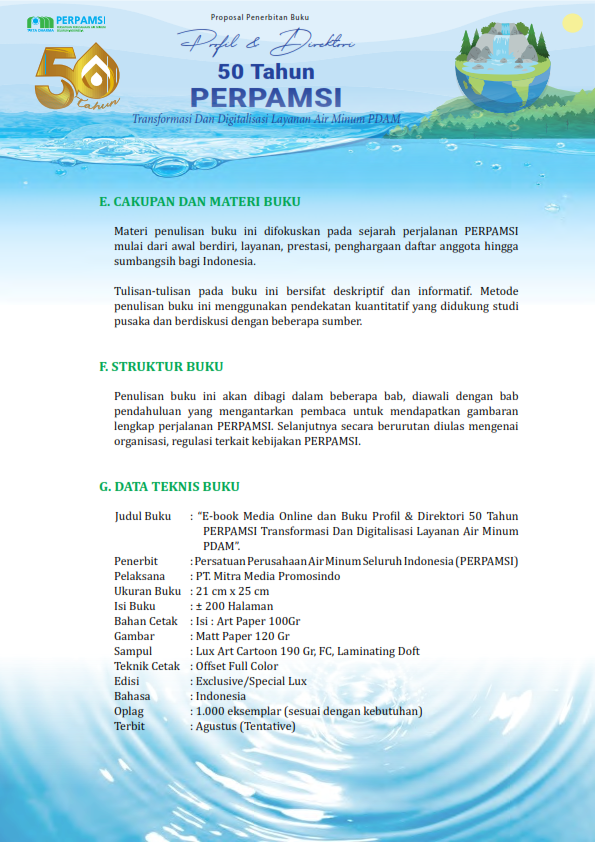 PERPAMSI
Proposal Penerbitan Buku
Profil & Direktori
50 Tahun
PERPAMSI
Transformasi Dan Digitalisasi Layanan Air Minum PDAM
50
tahun
E. CAKUPAN DAN MATERI BUKU
Materi penulisan buku ini difokuskan pada sejarah perjalanan PERPAMSI
mulai dari awal berdiri, layanan, prestasi, penghargaan daftar anggota hingga
sumbangsih bagi Indonesia.
Tulisan-tulisan pada buku ini bersifat deskriptif dan informatif. Metode
penulisan buku ini menggunakan pendekatan kuantitatif yang didukung studi
pusaka dan berdiskusi dengan beberapa sumber.
F. STRUKTUR BUKU
Penulisan buku ini akan dibagi dalam beberapa bab, diawali dengan bab
pendahuluan yang mengantarkan pembaca untuk mendapatkan gambaran
lengkap perjalanan PERPAMSI. Selanjutnya secara berurutan diulas mengenai
organisasi, regulasi terkait kebijakan PERPAMSI.
G. DATA TEKNIS BUKU
Judul Buku : "E-book Media Online dan Buku Profil & Direktori 50 Tahun
PERPAMSI Transformasi Dan Digitalisasi Layanan Air Minum
PDAM".
Penerbit : Persatuan Perusahaan Air Minum Seluruh Indonesia (PERPAMSI)
Pelaksana : PT. Mitra Media Promosindo
Ukuran Buku : 21 cm x 25 cm
Isi Buku : ± 200 Halaman
Bahan Cetak : Isi : Art Paper 100Gr
Gambar : Matt Paper 120 Gr
Sampul : Lux Art Cartoon 190 Gr, FC, Laminating Doft
Teknik Cetak : Offset Full Color
Edisi : Exclusive/Special Lux
Bahasa : Indonesia
Oplag : 1.000 eksemplar (sesuai dengan kebutuhan)
Terbit : Agustus (Tentative)